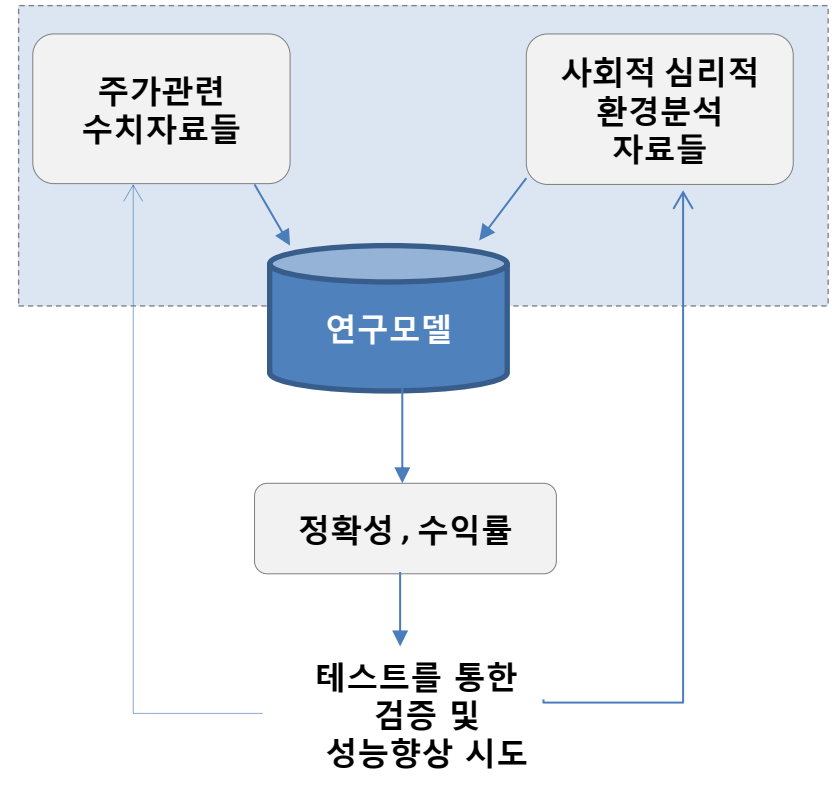 주가관련
수치자료들
사회적 심리적
환경분석
자료들
연구모델
정확성 , 수익률
테스트를 통한
검증 및
성능향상 시도